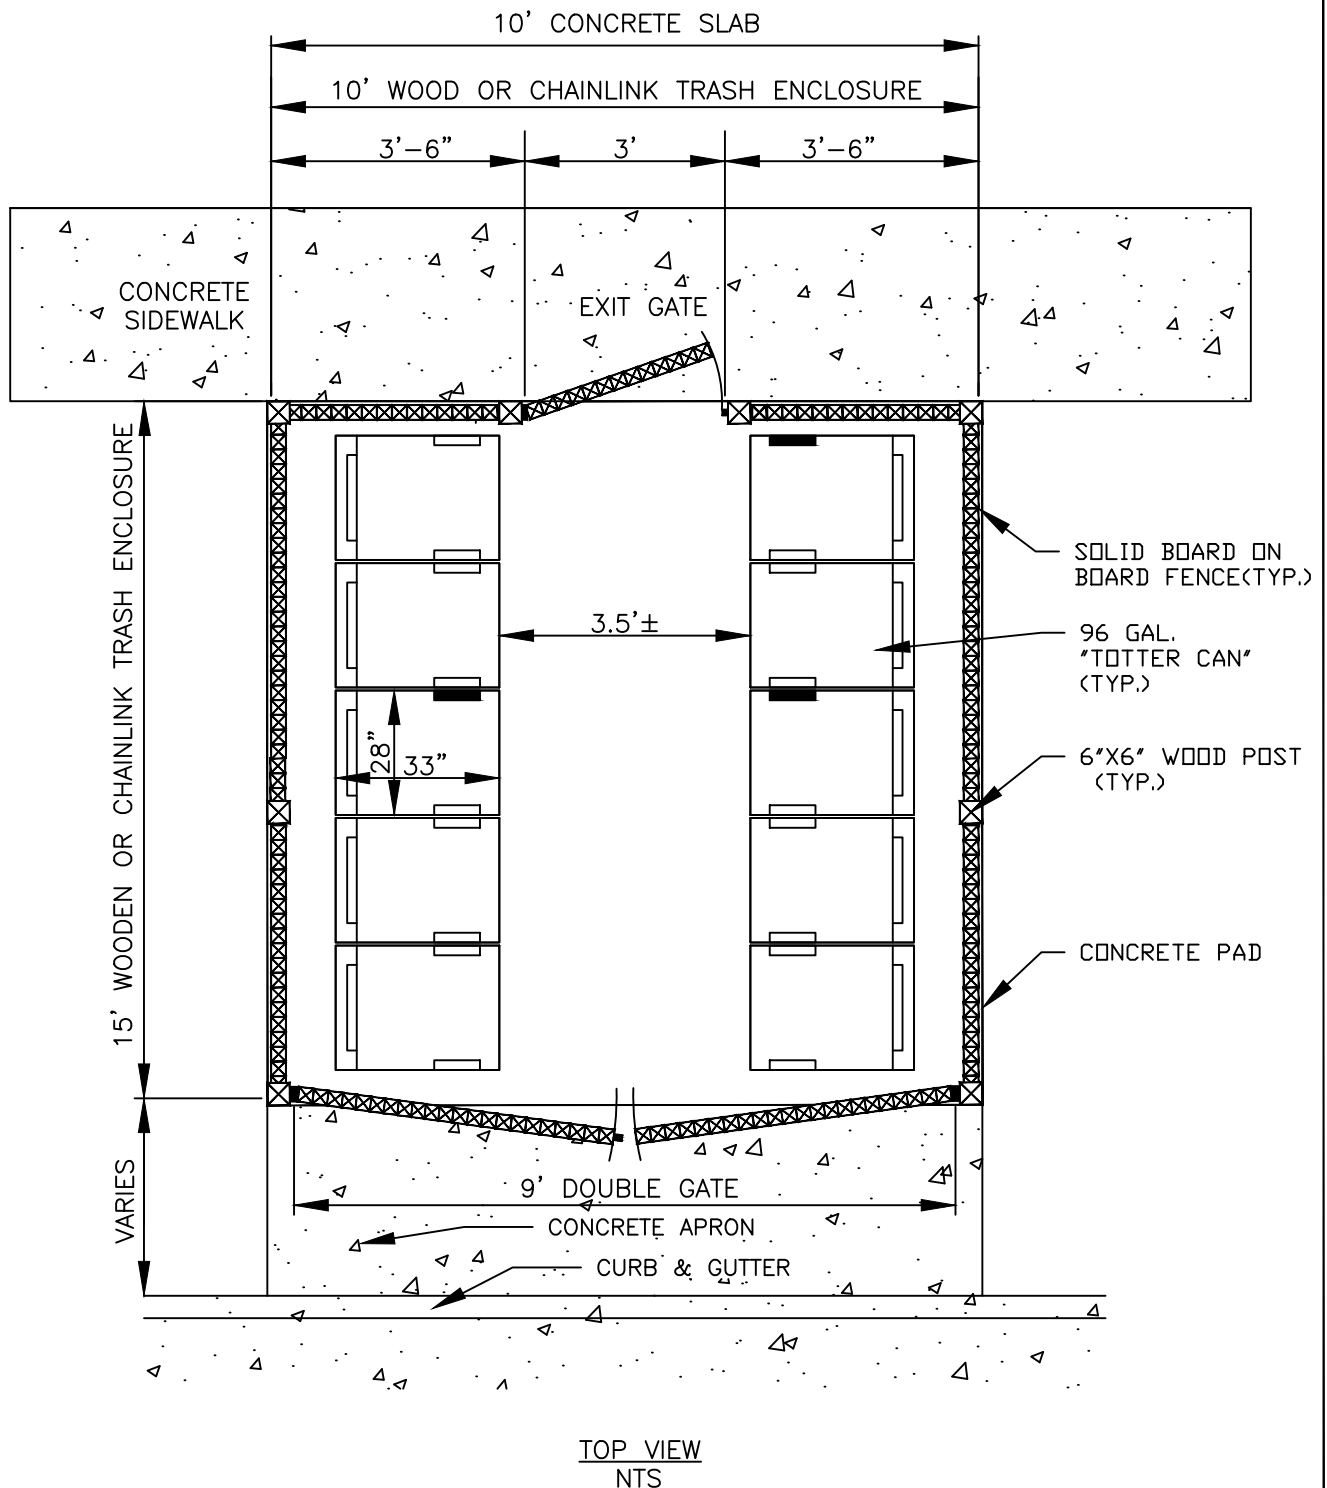 10' CONCRETE SLAB
10' WOOD OR CHAINLINK TRASH ENCLOSURE
3'-6"
3'
3'-6"
CONCRETE
SIDEWALK
EXIT GATE
15' WOODEN OR CHAINLINK TRASH ENCLOSURE
SOLID BOARD ON
BOARD FENCE(TYP.)
3.5'±
96 GAL.
"TOTTER CAN"
(TYP.)
28"
33"
6"X6" WOOD POST
(TYP.)
CONCRETE PAD
VARIES
9' DOUBLE GATE
CONCRETE APRON
CURB & GUTTER
TOP VIEW
NTS